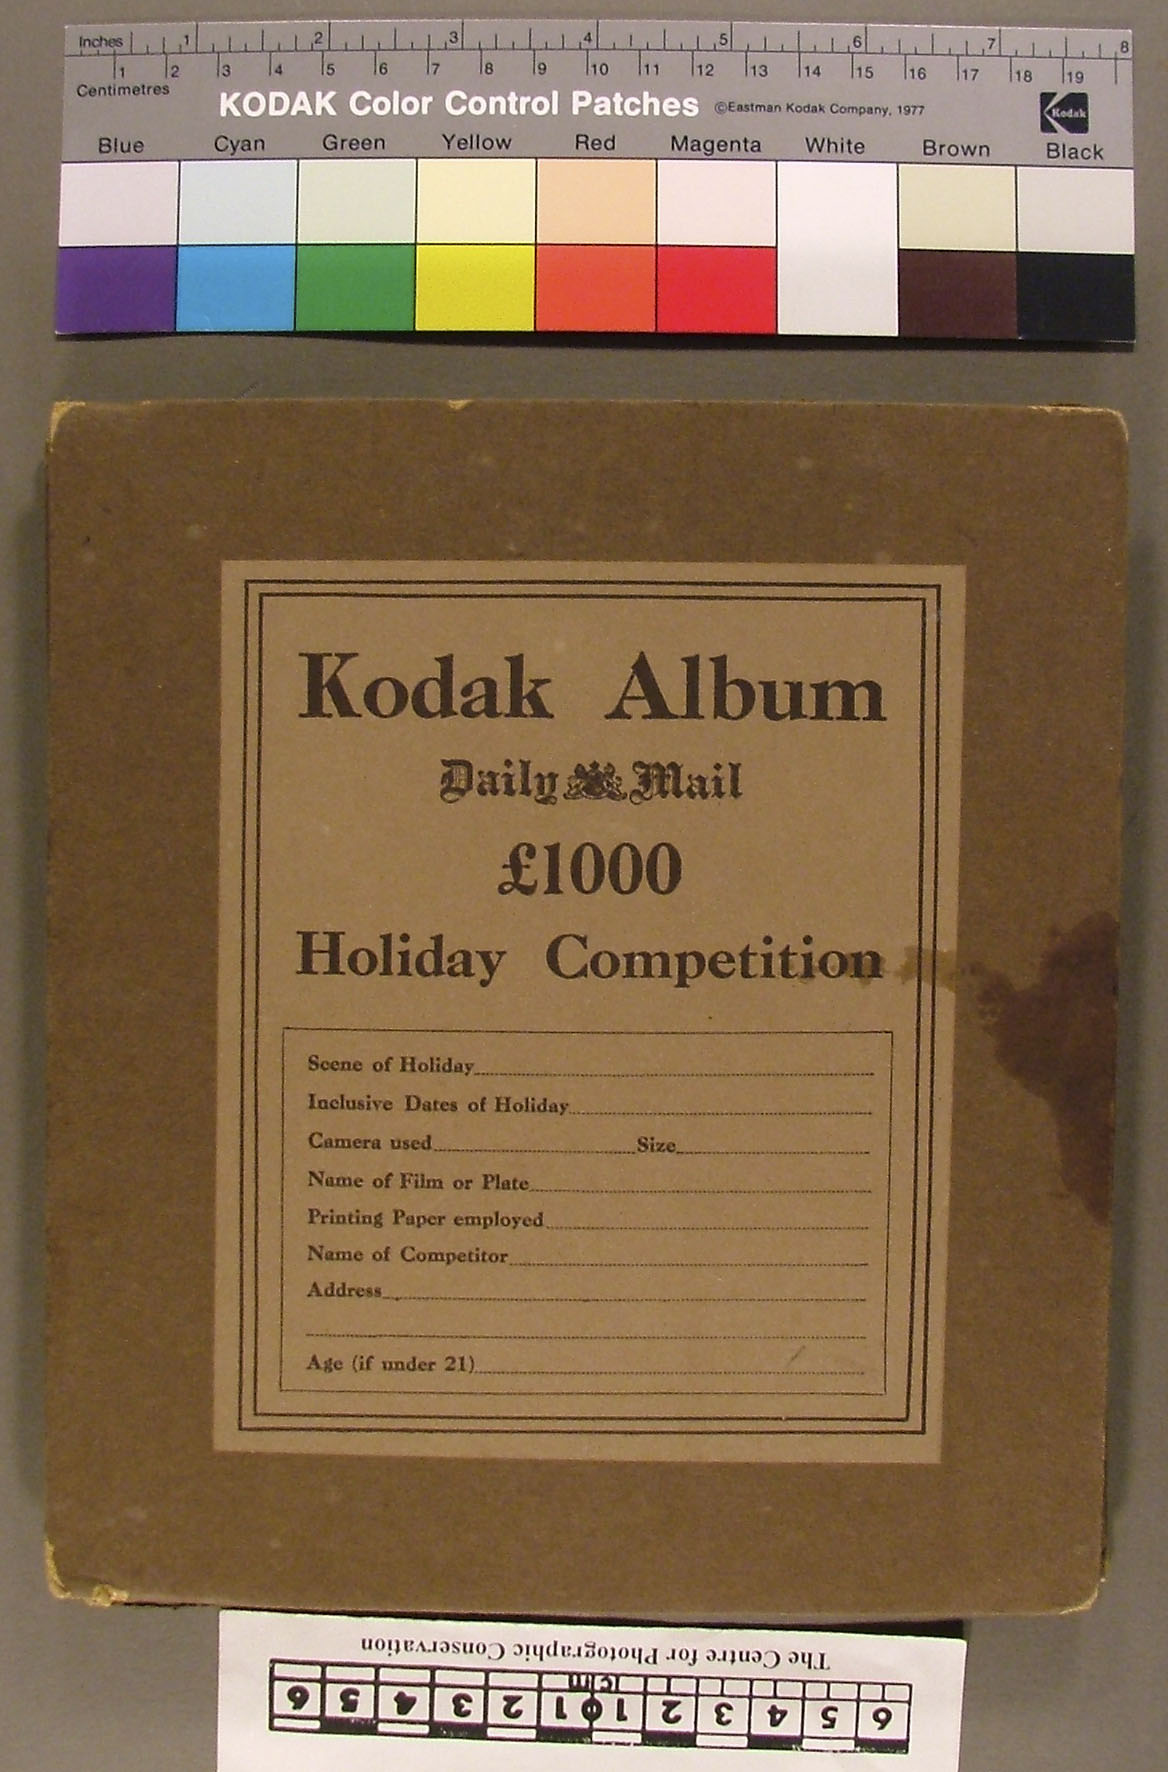 Inches 1 2 3 4 5 6 7 8
1 2 3 4 5 6 7 8 9 10 11 12 13 14 15 16 17 18 19
Centimetres
KODAK Color Control Patches ©Eastman Kodak Company, 1977 Kodak
Blue Cyan Green Yellow Red Magenta White Brown Black
Kodak Album
Daily Mail
£1000
Holiday Competition
Scene of Holiday
Inclusive Dates of Holiday
Camera used Size
Name of Film or Plate
Printing Paper employed
Name of Competitor
Address
Age (if under 21)
The Centre for Photographic Conservation
cm
6 5 4 3 2 1 0 1 2 3 4 5 6